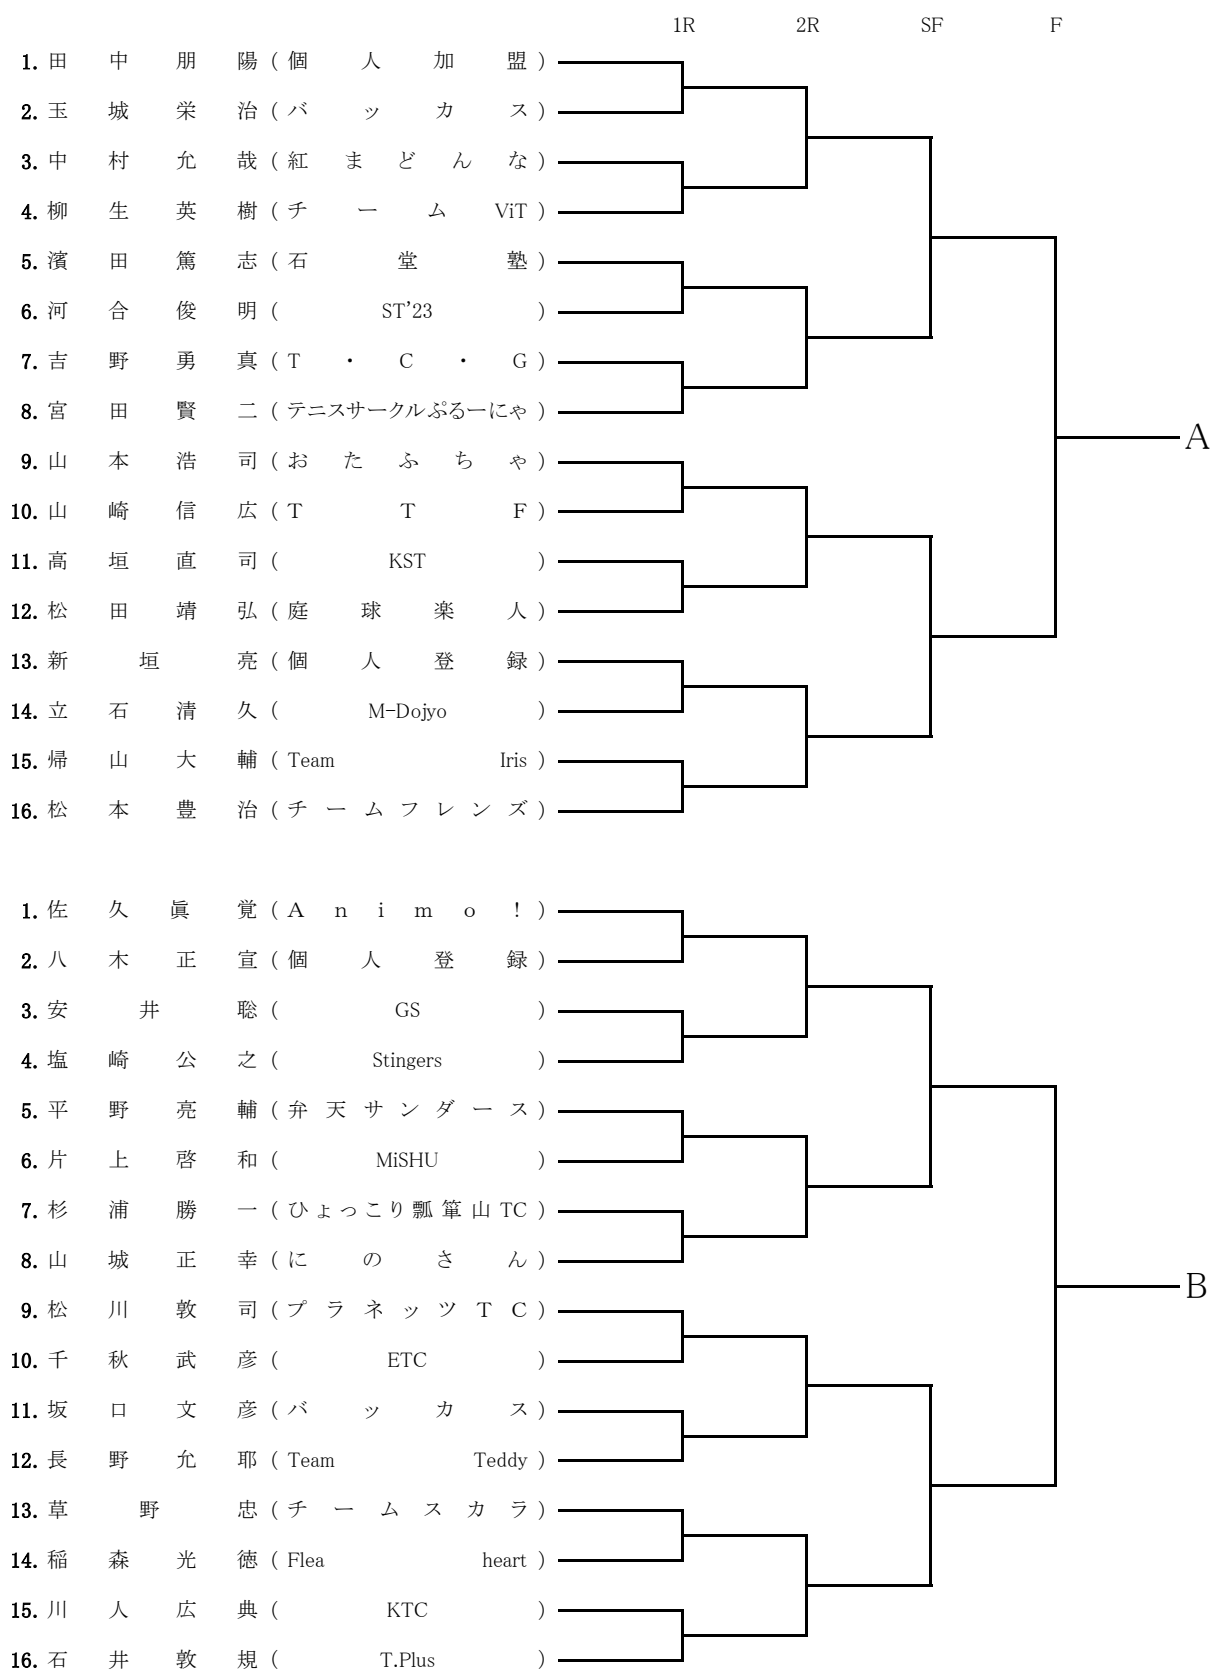 1R 2R SF F
1. 田中朋陽 (個人加盟)
2. 玉城栄治 (バッカス)
3. 中村允哉 (紅まどんな)
4. 柳生英樹 (チームViT)
5. 濱田篤志 (石堂塾)
6. 河合俊明 (ST’23)
7. 吉野勇真 (T・C・G)
8. 宮田賢二 (テニスサークルぷるーにゃ)
A
9. 山本浩司 (おたふちゃ)
10. 山崎信広 (TTF)
11. 高垣直司 (KST)
12. 松田靖弘 (庭球楽人)
13. 新垣亮 (個人登録)
14. 立石清久 (M-Dojyo)
15. 帰山大輔 (Team Iris)
16. 松本豊治 (チームフレンズ)
1. 佐久眞覚 (Animo!)
2. 八木正宣 (個人登録)
3. 安井聡 (GS)
4. 塩崎公之 (Stingers)
5. 平野亮輔 (弁天サンダース)
6. 片上啓和 (MiSHU)
7. 杉浦勝一 (ひょっこり瓢箪山TC)
8. 山城正幸 (にのさん)
B
9. 松川敦司 (プラネッツTC)
10. 千秋武彦 (ETC)
11. 坂口文彦 (バッカス)
12. 長野允耶 (Team Teddy)
13. 草野忠 (チームスカラ)
14. 稲森光徳 (Flea heart)
15. 川人広典 (KTC)
16. 石井敦規 (T.Plus)